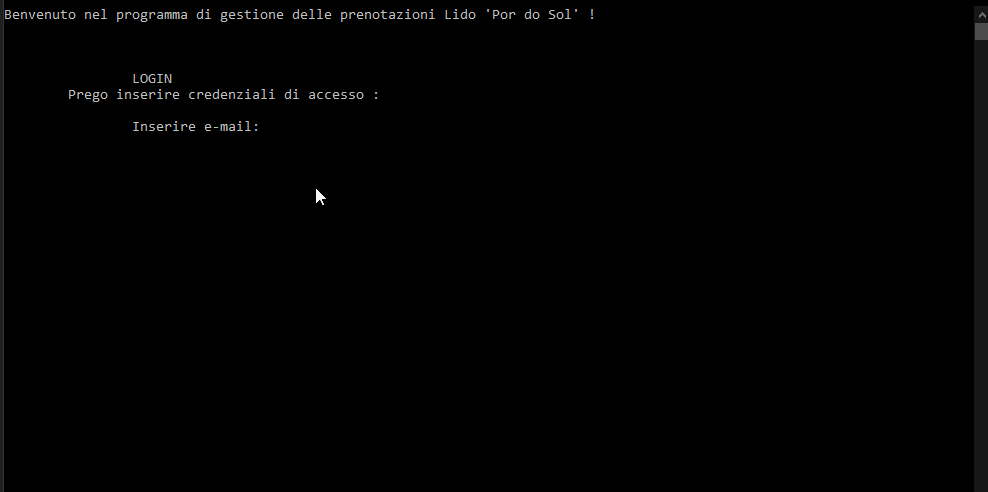 Benvenuto nel programma di gestione delle prenotazioni Lido 'Por do Sol' !
LOGIN
Prego inserire credenziali di accesso :
Inserire e-mail: